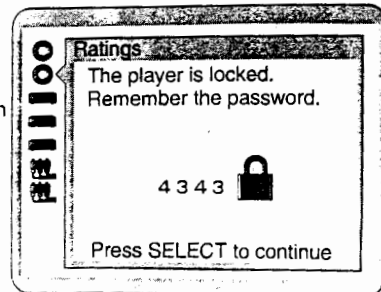 Ratings
The player is locked.
Remember the password.
4343
Press SELECT to continue